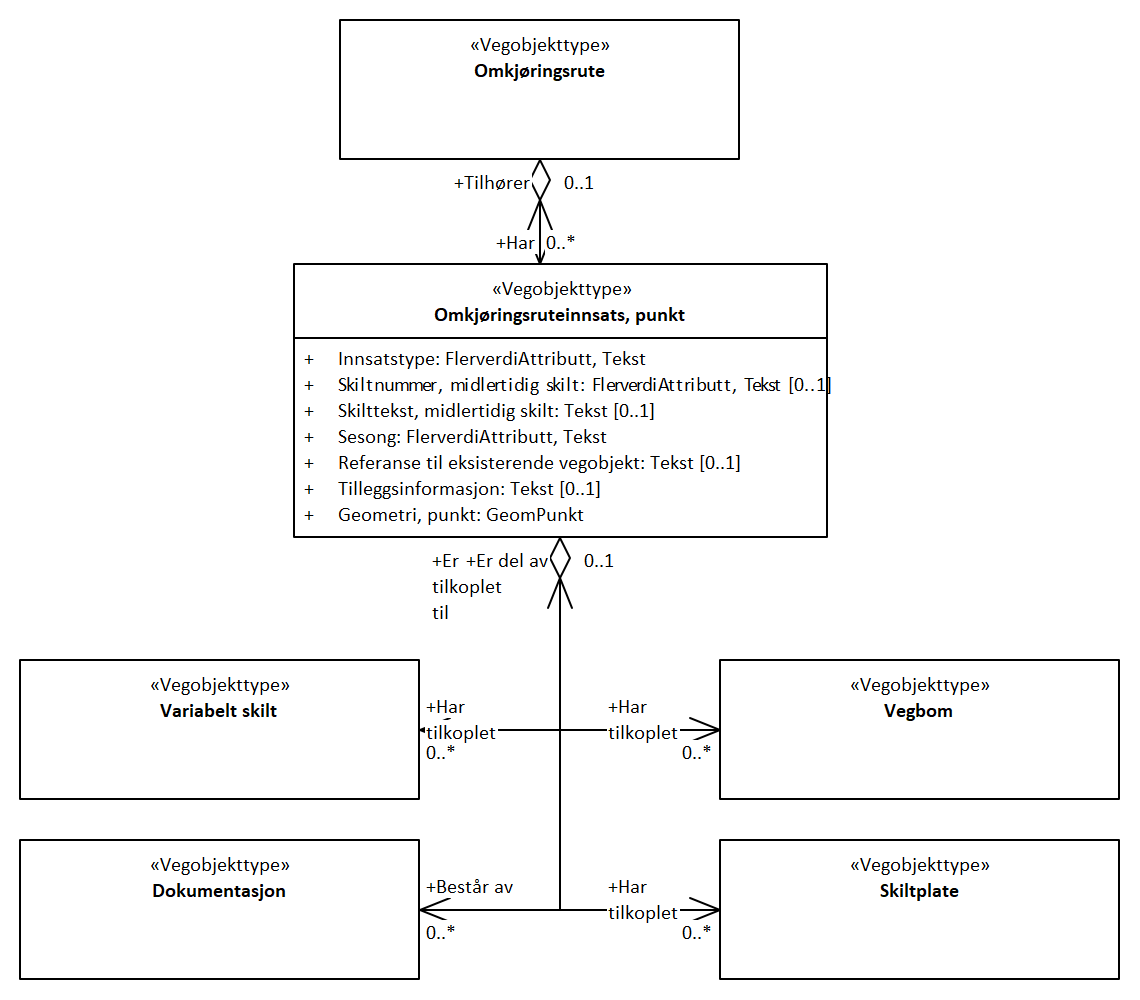 «Vegobjekttype»
Omkjøringsrute
+Tilhører 0..1
+Har 0..*
«Vegobjekttype»
Omkjøringsruteinnsats, punkt
+ Innsatstype: FlerverdiAttributt, Tekst
+ Skiltnummer, midlertidig skilt: FlerverdiAttributt, Tekst [0..1]
+ Skilttekst, midlertidig skilt: Tekst [0..1]
+ Sesong: FlerverdiAttributt, Tekst
+ Referanse til eksisterende vegobjekt: Tekst [0..1]
+ Tilleggsinformasjon: Tekst [0..1]
+ Geometri, punkt: GeomPunkt
+Er +Er del av 0..1
tilkoplet
til
«Vegobjekttype»
Variabelt skilt
+Har
tilkoplet
0..*
+Har
tilkoplet
0..*
«Vegobjekttype»
Vegbom
«Vegobjekttype»
Dokumentasjon
+Består av
0..*
+Har
tilkoplet
0..*
«Vegobjekttype»
Skiltplate